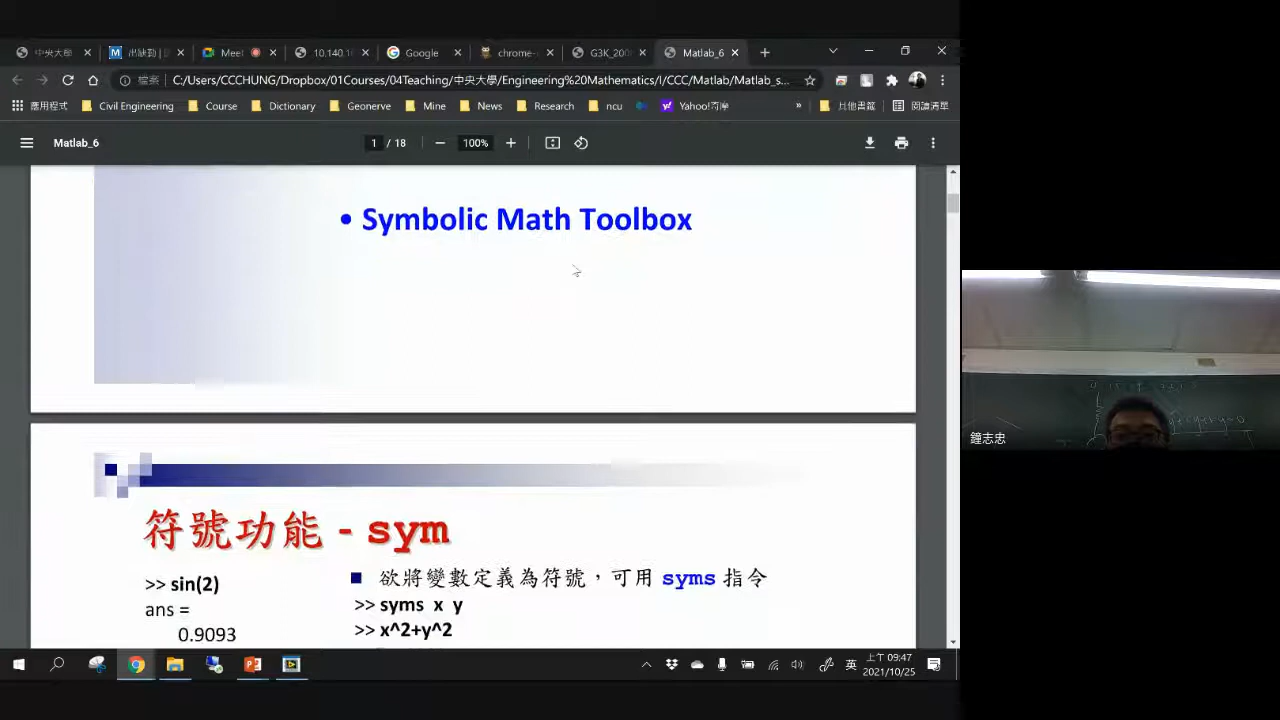 中央大學
出缺勤 |
Meet
10.140.1
Google
chrome-
G3K_200
Matlab_6
檔案
C:/Users/CCCHUNG/Dropbox/01Courses/04Teaching/中央大學/Engineering%20Mathematics/I/CCC/Matlab/Matlab_s...
應用程式
Civil Engineering
Course
Dictionary
Geonerve
Mine
News
Research
ncu
Yahoo!奇摩
»
其他書籤
閱讀清單
Matlab_6
1 / 18
100%
• Symbolic Math Toolbox
符號功能 - sym
>> sin(2)
ans =
0.9093
欲將變數定義為符號，可用 syms 指令
>> syms x y
>> x^2+y^2
鐘志忠
英
上午 09:47
2021/10/25